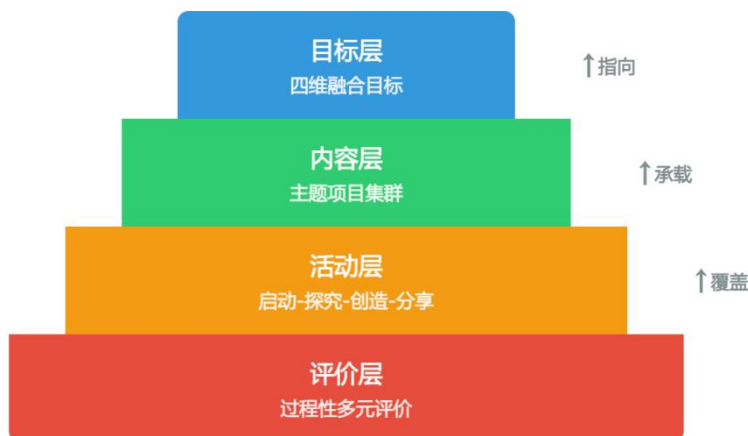 目标层
四维融合目标
↑指向
内容层
主题项目集群
↑承载
活动层
启动-探究-创造-分享
↑覆盖
评价层
过程性多元评价